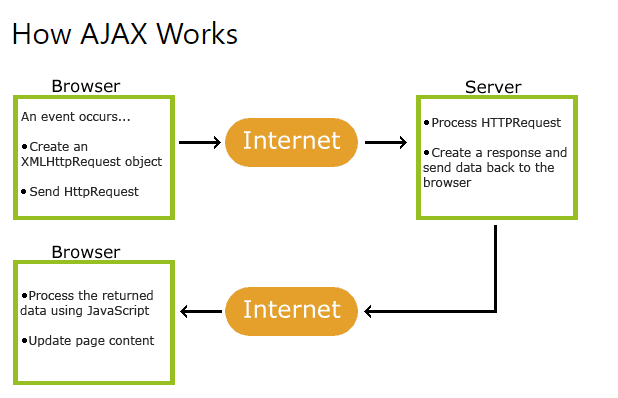 How AJAX Works
Browser
An event occurs...
•Create an
XMLHttpRequest object
• Send HttpRequest
Internet
Server
•Process HTTPRequest
•Create a response and
send data back to the
browser
Browser
•Process the returned
data using JavaScript
•Update page content
Internet